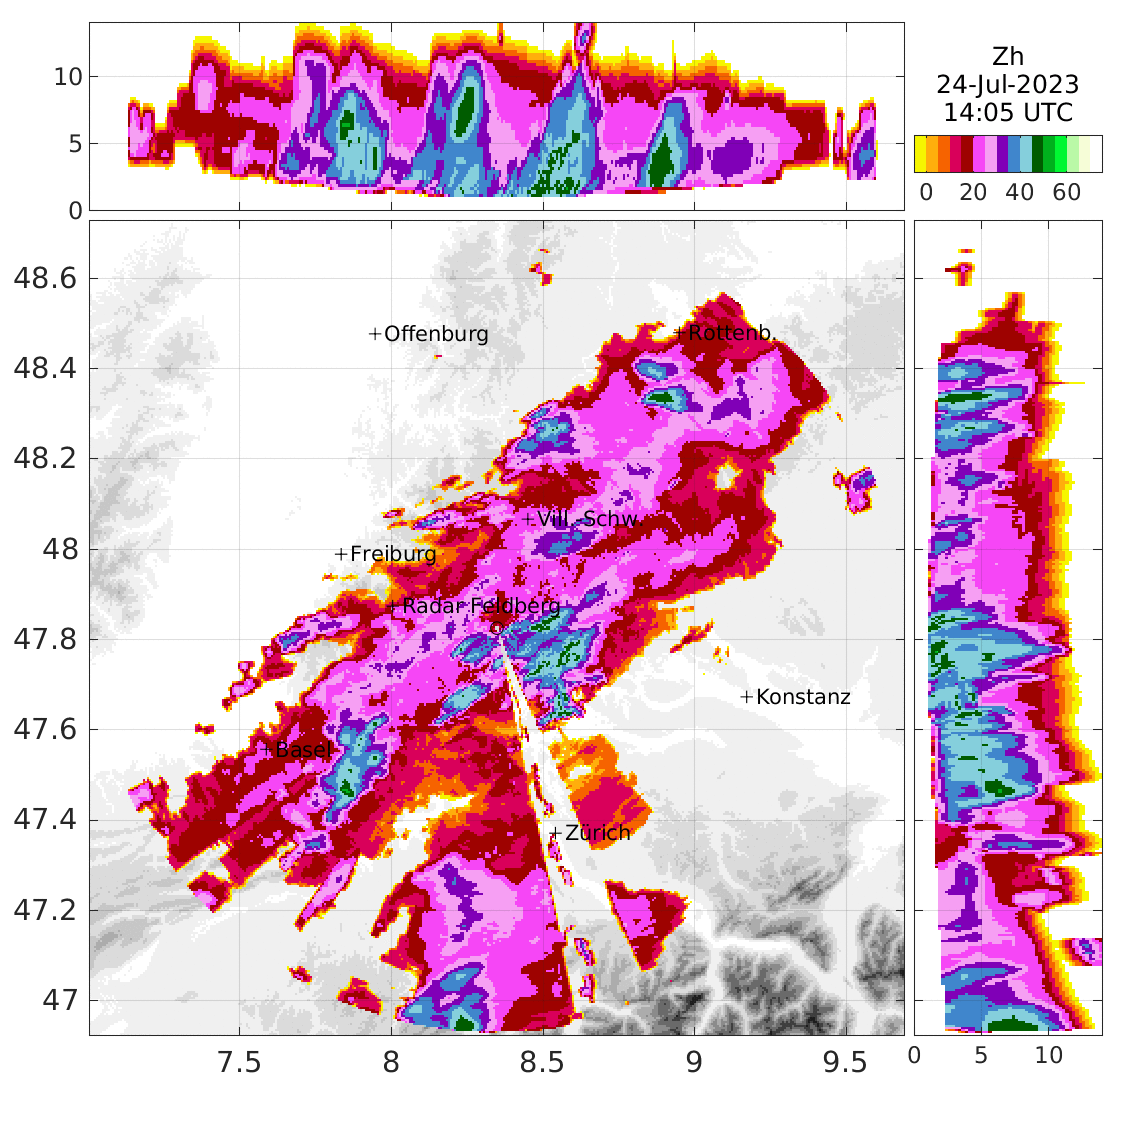 10
5
0
Zh
24-Jul-2023
14:05 UTC
0 20 40 60
48.6
48.4
48.2
48
47.8
47.6
47.4
47.2
47
+Offenburg
+Rottenb.
+Vill.-Schw.
+Freiburg
+Radar Feldberg
+Konstanz
+Basel
+Zürich
7.5 8 8.5 9 9.5
0 5 10